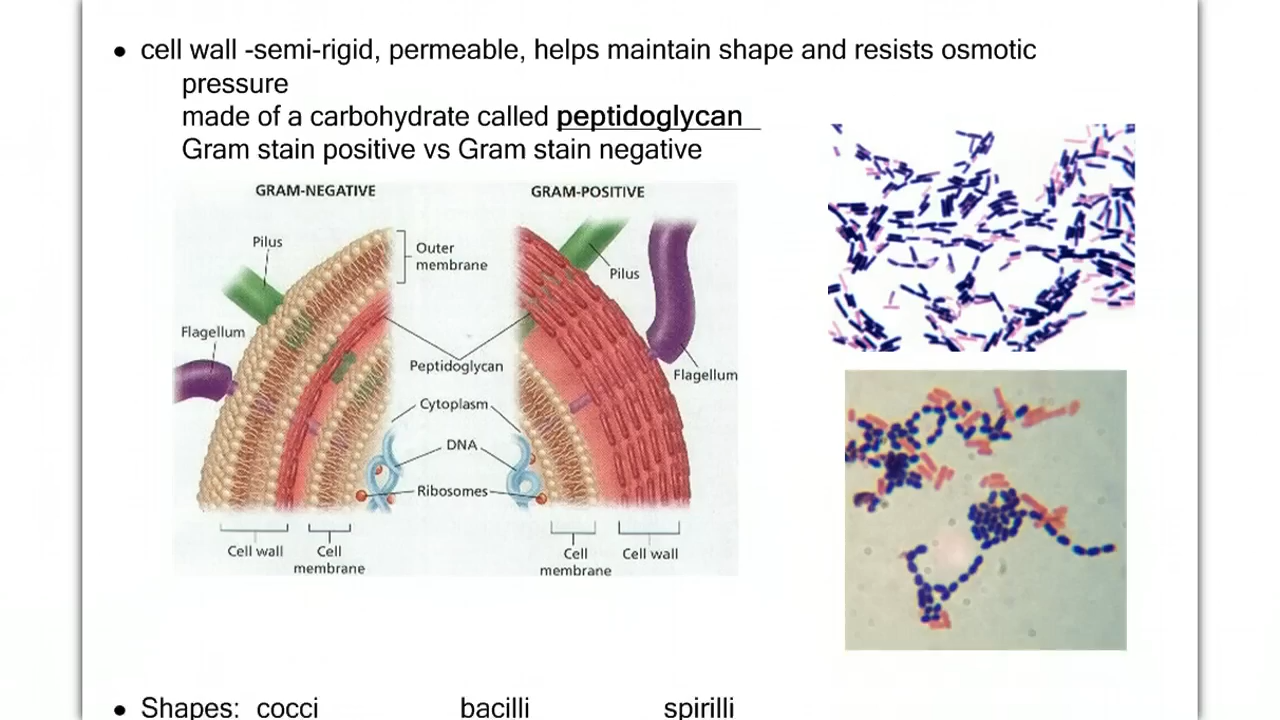 • cell wall -semi-rigid, permeable, helps maintain shape and resists osmotic
pressure
made of a carbohydrate called peptidoglycan
Gram stain positive vs Gram stain negative
GRAM-NEGATIVE
GRAM-POSITIVE
Pilus
Outer
membrane
Pilus
Flagellum
Peptidoglycan
Flagellum
Cytoplasm
DNA
Ribosomes
Cell wall
Cell
membrane
Cell
membrane
Cell wall
• Shapes: cocci bacilli spirilli